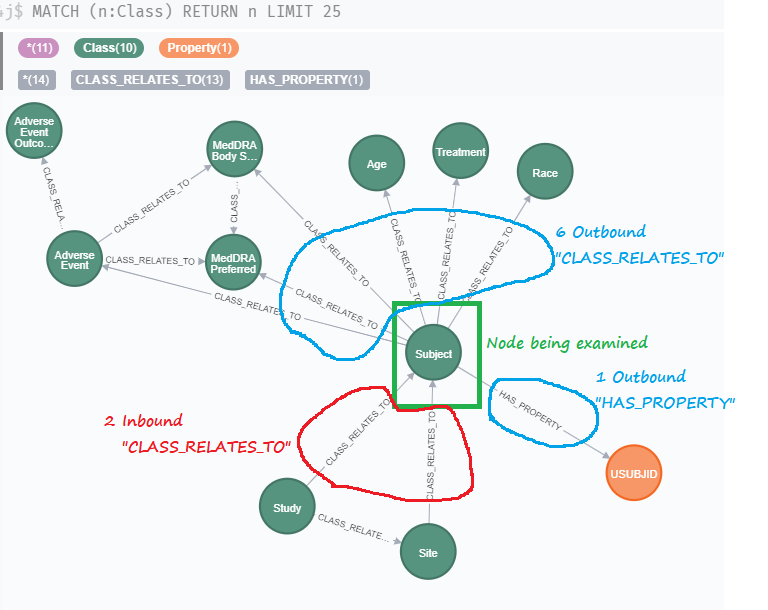 j$ MATCH (n:Class) RETURN n LIMIT 25
*(11) Class(10) Property(1)
*(14) CLASS_RELATES_TO(13) HAS_PROPERTY(1)
Adverse
Event
Outco...
MedDRA
Body S...
Age
Treatment
Race
CLASS_RELA...
CLASS_RELATES_TO
CLASS_...
CLASS_RELATES_TO
CLASS_RELATES_TO
CLASS_RELATES_TO
CLASS_RELATES_TO
6 Outbound
"CLASS_RELATES_TO"
Adverse
Event
CLASS_RELATES_TO
MedDRA
Preferred
CLASS_RELATES_TO
CLASS_RELATES_TO
Subject
Node being examined
1 Outbound
"HAS_PROPERTY"
HAS_PROPERTY
2 Inbound
"CLASS_RELATES_TO"
CLASS_RELATES_TO
CLASS_RELATES_TO
USUBJID
Study
CLASS_RELATE...
Site